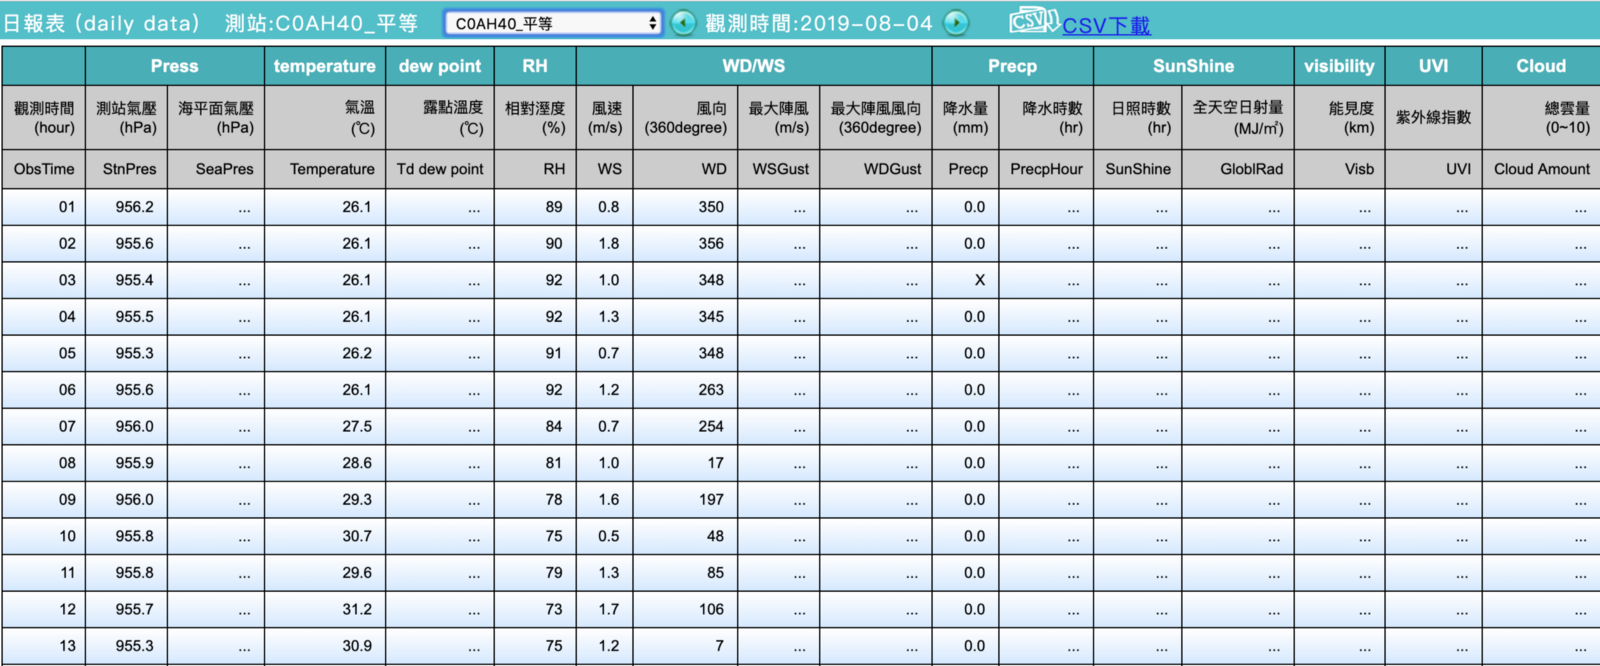 日報表 (daily data) 測站:C0AH40_平等 C0AH40_平等 觀測時間:2019-08-04 CSV CSV下載
Press temperature dew point RH WD/WS Precp SunShine visibility UVI Cloud
觀測時間 測站氣壓 海平面氣壓 氣溫 露點溫度 相對溼度 風速 風向 最大陣風 最大陣風風向 降水量 降水時數 日照時數 全天空日射量 能見度 紫外線指數 總雲量
(hour) (hPa) (hPa) (℃) (℃) (%) (m/s) (360degree) (m/s) (360degree) (mm) (hr) (hr) (MJ/㎡) (km) (0~10)
ObsTime StnPres SeaPres Temperature Td dew point RH WS WD WSGust WDGust Precp PrecpHour SunShine GloblRad Visb UVI Cloud Amount
01 956.2 ... 26.1 ... 89 0.8 350 ... ... 0.0 ... ... ... ... ... ...
02 955.6 ... 26.1 ... 90 1.8 356 ... ... 0.0 ... ... ... ... ... ...
03 955.4 ... 26.1 ... 92 1.0 348 ... ... X ... ... ... ... ... ...
04 955.5 ... 26.1 ... 92 1.3 345 ... ... 0.0 ... ... ... ... ... ...
05 955.3 ... 26.2 ... 91 0.7 348 ... ... 0.0 ... ... ... ... ... ...
06 955.6 ... 26.1 ... 92 1.2 263 ... ... 0.0 ... ... ... ... ... ...
07 956.0 ... 27.5 ... 84 0.7 254 ... ... 0.0 ... ... ... ... ... ...
08 955.9 ... 28.6 ... 81 1.0 17 ... ... 0.0 ... ... ... ... ... ...
09 956.0 ... 29.3 ... 78 1.6 197 ... ... 0.0 ... ... ... ... ... ...
10 955.8 ... 30.7 ... 75 0.5 48 ... ... 0.0 ... ... ... ... ... ...
11 955.8 ... 29.6 ... 79 1.3 85 ... ... 0.0 ... ... ... ... ... ...
12 955.7 ... 31.2 ... 73 1.7 106 ... ... 0.0 ... ... ... ... ... ...
13 955.3 ... 30.9 ... 75 1.2 7 ... ... 0.0 ... ... ... ... ... ...